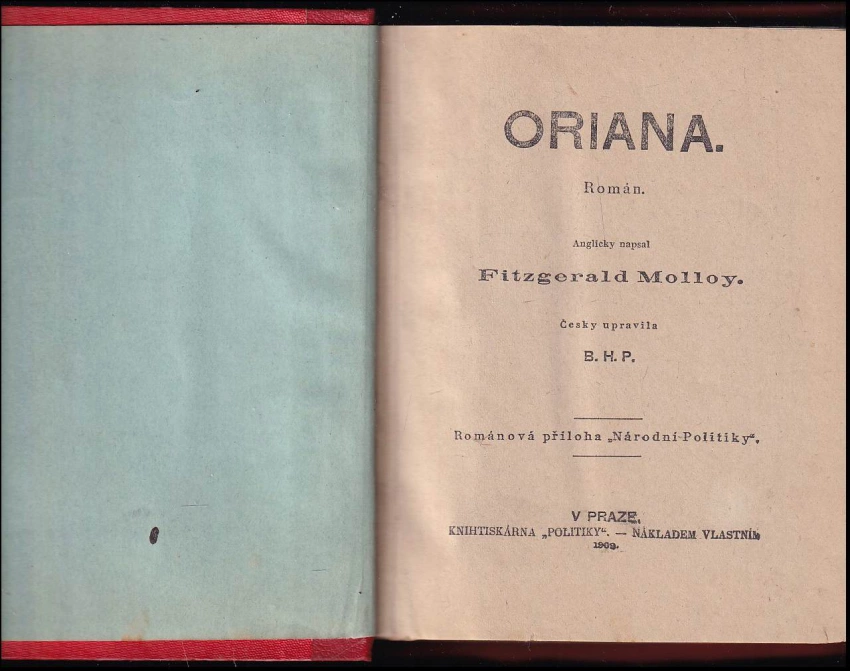 ORIANA.
Román.
Anglicky napsal
Fitzgerald Molloy.
Česky upravila
B. H. P.
Románová příloha „Národní Politiky“.
V PRAZE.
KNIHTISKÁRNA „POLITIKY“. — NÁKLADEM VLASTNÍM